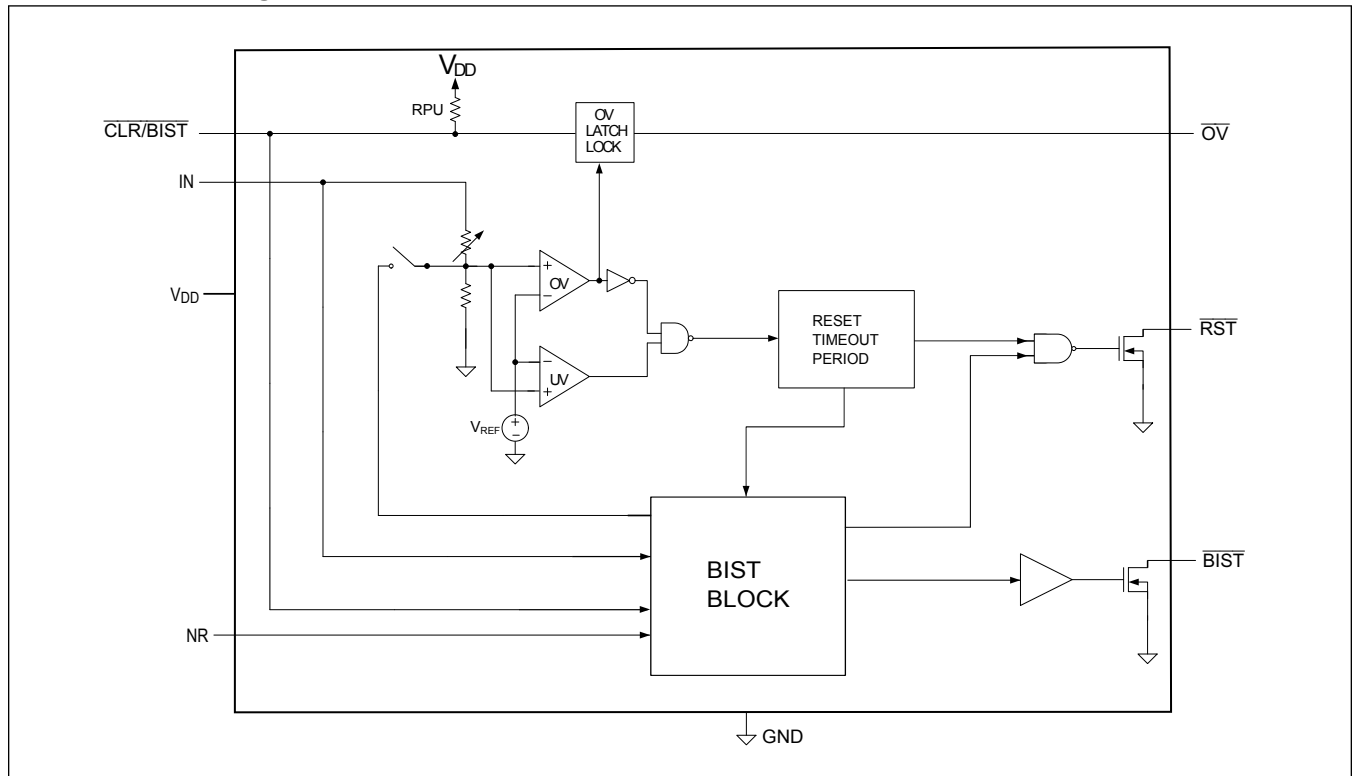 VDD
RPU
CLR/BIST
OV
LATCH
LOCK
OV
IN
+
OV
−
VDD
RESET
TIMEOUT
PERIOD
RST
−
UV
+
VREF
+
−
BIST
BLOCK
BIST
NR
GND